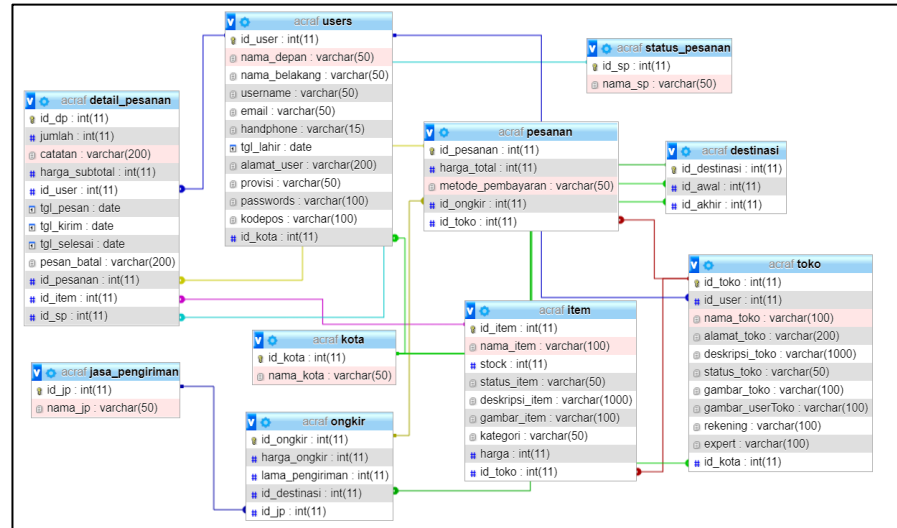 acraf users
id_user : int(11)
nama_depan : varchar(50)
nama_belakang : varchar(50)
username : varchar(50)
email : varchar(50)
handphone : varchar(15)
tgl_lahir : date
alamat_user : varchar(200)
provisi : varchar(50)
passwords : varchar(100)
kodepos : varchar(100)
id_kota : int(11)
acraf status_pesanan
id_sp : int(11)
nama_sp : varchar(50)
acraf detail_pesanan
id_dp : int(11)
jumlah : int(11)
catatan : varchar(200)
harga_subtotal : int(11)
id_user : int(11)
tgl_pesan : date
tgl_kirim : date
tgl_selesai : date
pesan_batal : varchar(200)
id_pesanan : int(11)
id_item : int(11)
id_sp : int(11)
acraf pesanan
id_pesanan : int(11)
harga_total : int(11)
metode_pembayaran : varchar(50)
id_ongkir : int(11)
id_toko : int(11)
acraf destinasi
id_destinasi : int(11)
id_awal : int(11)
id_akhir : int(11)
acraf toko
id_toko : int(11)
id_user : int(11)
nama_toko : varchar(100)
alamat_toko : varchar(200)
deskripsi_toko : varchar(1000)
status_toko : varchar(50)
gambar_toko : varchar(100)
gambar_userToko : varchar(100)
rekening : varchar(100)
expert : varchar(100)
id_kota : int(11)
acraf item
id_item : int(11)
nama_item : varchar(100)
stock : int(11)
status_item : varchar(50)
deskripsi_item : varchar(1000)
gambar_item : varchar(100)
kategori : varchar(50)
harga : int(11)
id_toko : int(11)
acraf kota
id_kota : int(11)
nama_kota : varchar(50)
acraf jasa_pengiriman
id_jp : int(11)
nama_jp : varchar(50)
acraf ongkir
id_ongkir : int(11)
harga_ongkir : int(11)
lama_pengiriman : int(11)
id_destinasi : int(11)
id_jp : int(11)